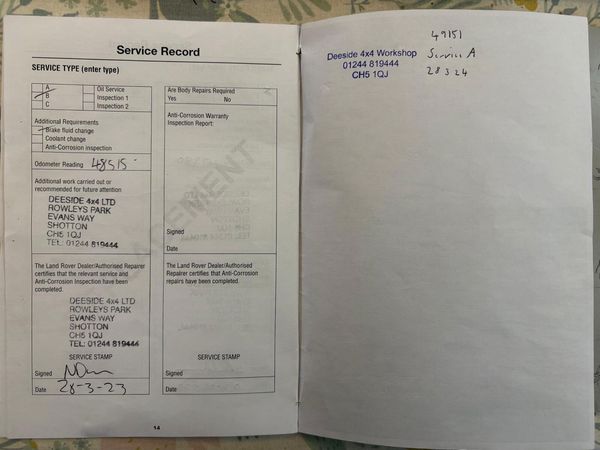 Service Record
SERVICE TYPE (enter type)
A
B
C
Oil Service
Inspection 1
Inspection 2
Additional Requirements
Brake fluid change
Coolant change
Anti-Corrosion inspection
Odometer Reading 48515
Additional work carried out or
recommended for future attention
DEESIDE 4x4 LTD
ROWLEYS PARK
EVANS WAY
SHOTTON
CH5 1QJ
TEL: 01244 819444
The Land Rover Dealer/Authorised Repairer
certifies that the relevant service and
Anti-Corrosion Inspection have been
completed.
DEESIDE 4x4 LTD
ROWLEYS PARK
EVANS WAY
SHOTTON
CH5 1QJ
TEL: 01244 819444
SERVICE STAMP
Signed
Date 28-3-23
Are Body Repairs Required
Yes No
Anti-Corrosion Warranty
Inspection Report:
Signed
Date
The Land Rover Dealer/Authorised
Repairer certifies that Anti-Corrosion
repairs have been completed.
SERVICE STAMP
Signed
Date
14
49151
Deeside 4x4 Workshop
01244 819444
CH5 1QJ
Service A
28 3 24